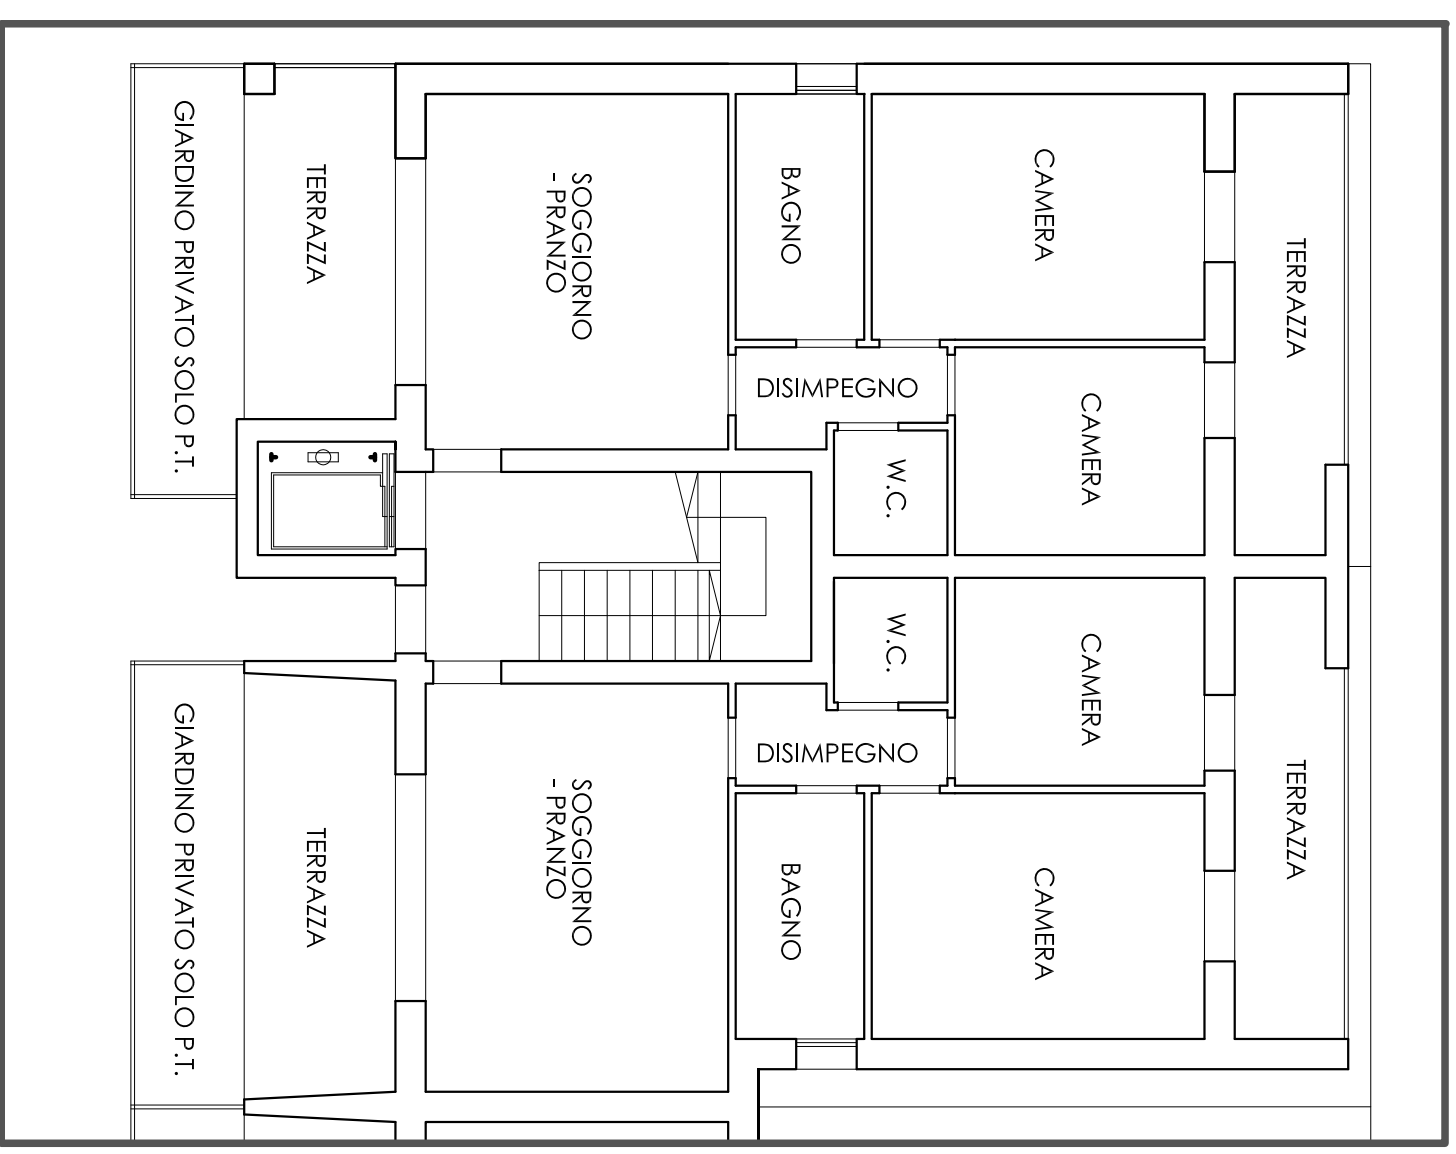 GIARDINO PRIVATO SOLO P.T.
TERRAZZA
SOGGIORNO
- PRANZO
BAGNO
CAMERA
TERRAZZA
DISIMPEGNO
CAMERA
W.C.
W.C.
CAMERA
DISIMPEGNO
GIARDINO PRIVATO SOLO P.T.
TERRAZZA
SOGGIORNO
- PRANZO
BAGNO
CAMERA
TERRAZZA